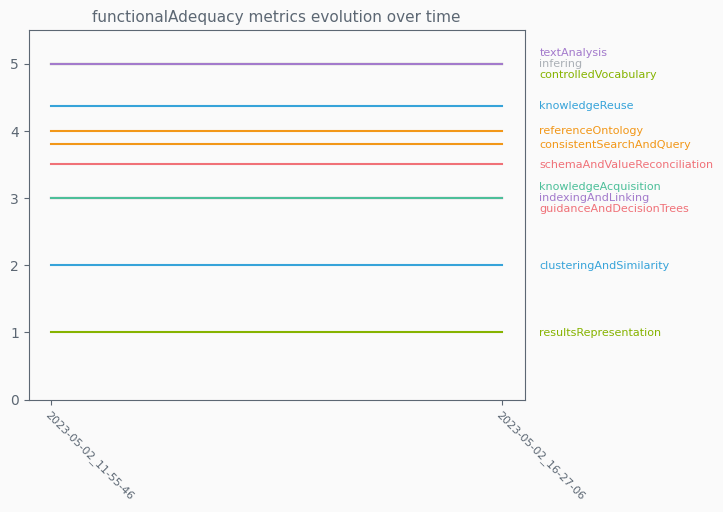 functionalAdequacy metrics evolution over time
5
4
3
2
1
0
textAnalysis
infering
controlledVocabulary
knowledgeReuse
referenceOntology
consistentSearchAndQuery
schemaAndValueReconciliation
knowledgeAcquisition
indexingAndLinking
guidanceAndDecisionTrees
clusteringAndSimilarity
resultsRepresentation
2023-05-02_11-55-46
2023-05-02_16-27-06